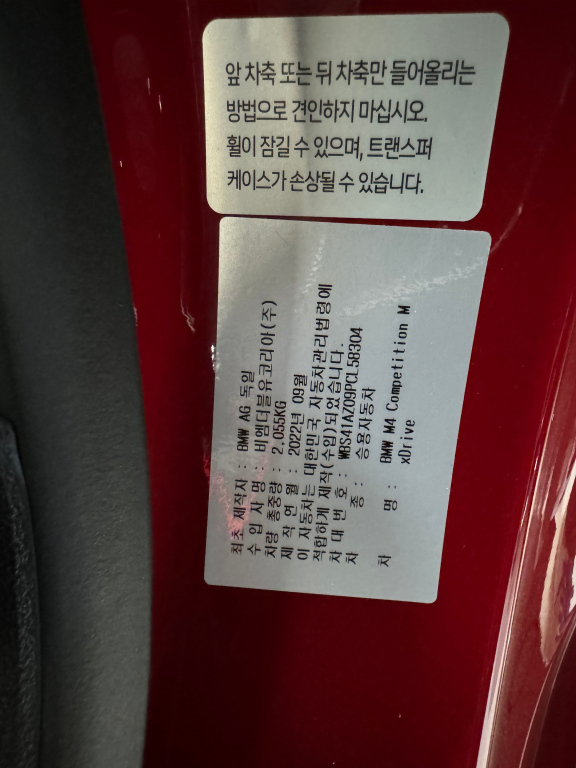 앞 차축 또는 뒤 차축만 들어올리는
방법으로 견인하지 마십시오.
휠이 잠길 수 있으며, 트랜스퍼
케이스가 손상될 수 있습니다.
최초 제작자 : BMW AG 독일
수 입 사 명 : 비엠더블유코리아(주)
차량 총중량 : 2,055KG
제 작 연 월 : 2022년 09월
이 자동차는 대한민국 자동차관리법령에
적합하게 제작(수입)되었습니다.
차 대 번 호 : WBS41AZ09PCL58304
차 종 : 승용자동차
차 명 : BMW M4 Competition M
xDrive